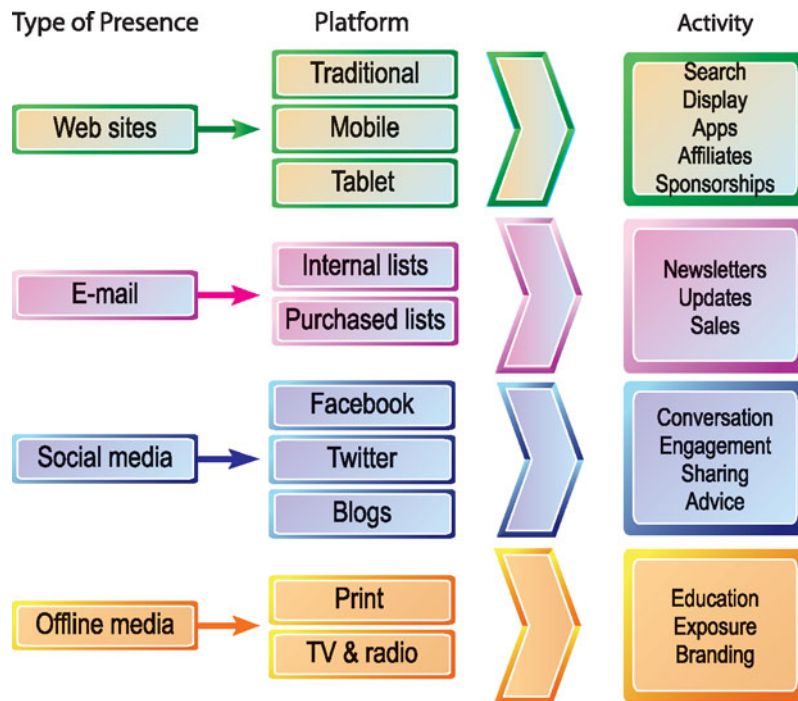 Type of Presence
Platform
Activity
Web sites
Traditional
Mobile
Tablet
Search
Display
Apps
Affiliates
Sponsorships
E-mail
Internal lists
Purchased lists
Newsletters
Updates
Sales
Social media
Facebook
Twitter
Blogs
Conversation
Engagement
Sharing
Advice
Offline media
Print
TV & radio
Education
Exposure
Branding